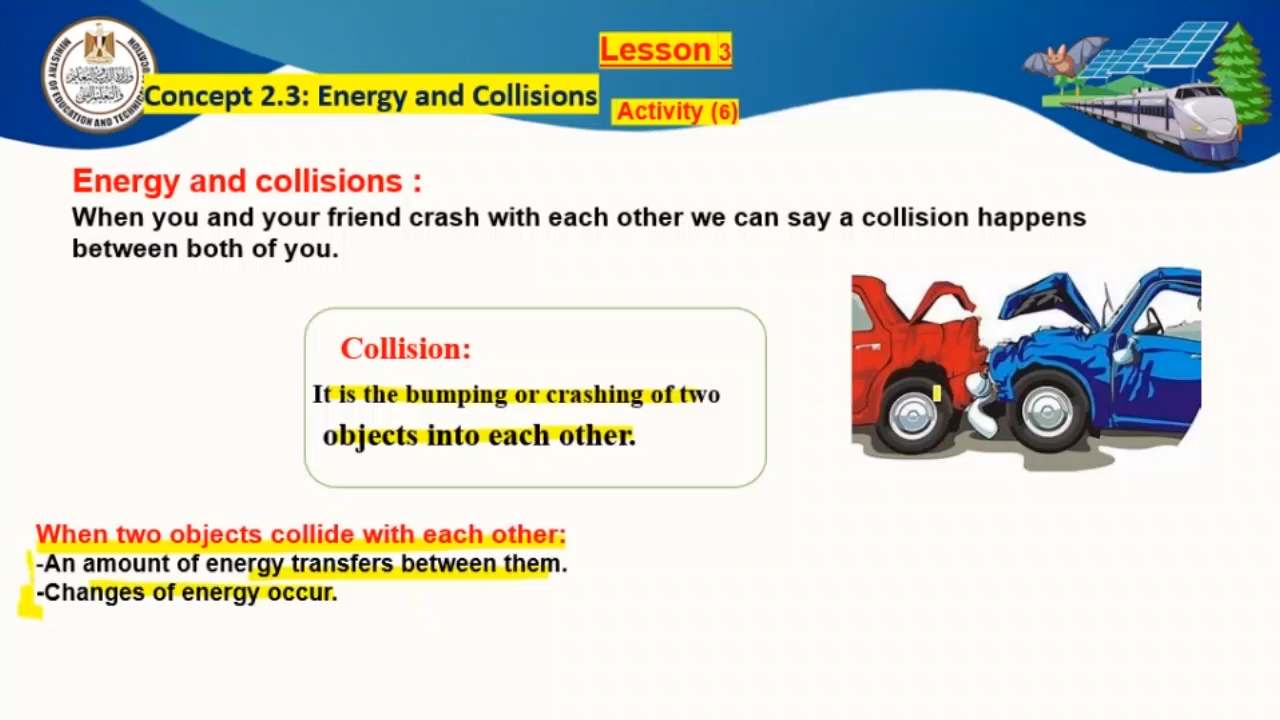 Lesson 3
Concept 2.3: Energy and Collisions
Activity (6)
Energy and collisions :
When you and your friend crash with each other we can say a collision happens
between both of you.
Collision:
It is the bumping or crashing of two
objects into each other.
When two objects collide with each other:
-An amount of energy transfers between them.
-Changes of energy occur.